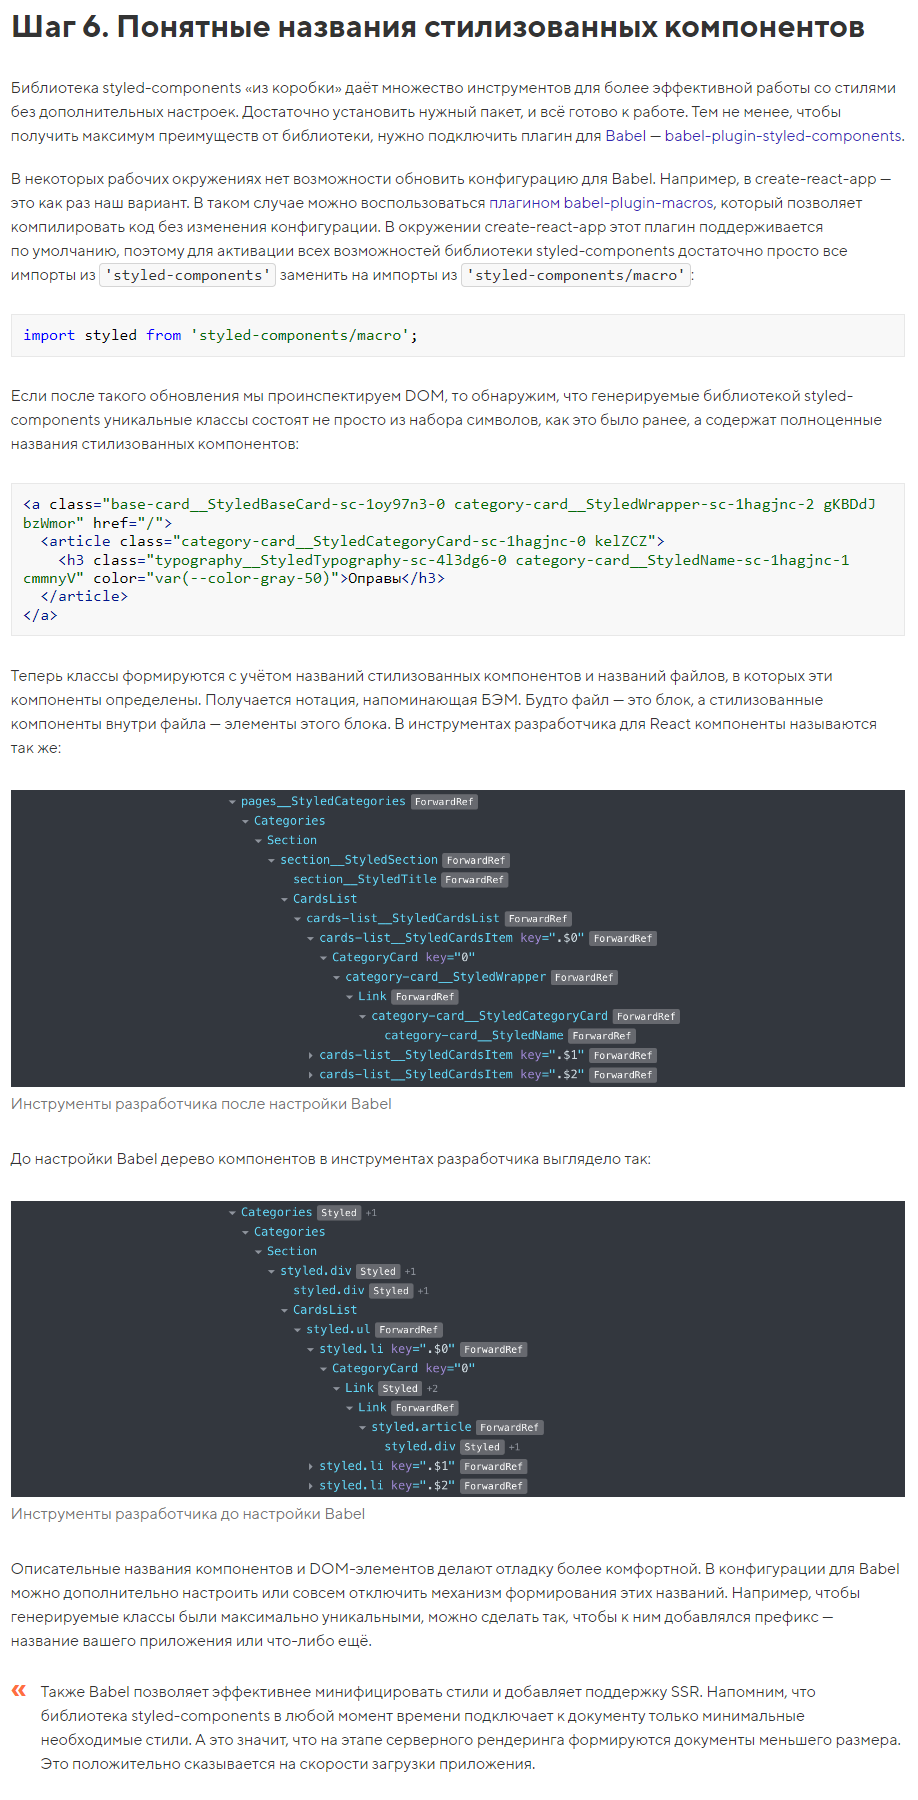 Шаг 6. Понятные названия стилизованных компонентов
Библиотека styled-components «из коробки» даёт множество инструментов для более эффективной работы со стилями
без дополнительных настроек. Достаточно установить нужный пакет, и всё готово к работе. Тем не менее, чтобы
получить максимум преимуществ от библиотеки, нужно подключить плагин для Babel — babel-plugin-styled-components.
В некоторых рабочих окружениях нет возможности обновить конфигурацию для Babel. Например, в create-react-app —
это как раз наш вариант. В таком случае можно воспользоваться плагином babel-plugin-macros, который позволяет
компилировать код без изменения конфигурации. В окружении create-react-app этот плагин поддерживается
по умолчанию, поэтому для активации всех возможностей библиотеки styled-components достаточно просто все
импорты из 'styled-components' заменить на импорты из 'styled-components/macro':
import styled from 'styled-components/macro';
Если после такого обновления мы проинспектируем DOM, то обнаружим, что генерируемые библиотекой styled-
components уникальные классы состоят не просто из набора символов, как это было ранее, а содержат полноценные
названия стилизованных компонентов:
<a class="base-card__StyledBaseCard-sc-1oy97n3-0 category-card__StyledWrapper-sc-1hagjnc-2 gKBDdJ
bzWmor" href="/">
<article class="category-card__StyledCategoryCard-sc-1hagjnc-0 kelZCZ">
<h3 class="typography__StyledTypography-sc-4l3dg6-0 category-card__StyledName-sc-1hagjnc-1
cmmnyV" color="var(--color-gray-50)">Оправы</h3>
</article>
</a>
Теперь классы формируются с учётом названий стилизованных компонентов и названий файлов, в которых эти
компоненты определены. Получается нотация, напоминающая БЭМ. Будто файл — это блок, а стилизованные
компоненты внутри файла — элементы этого блока. В инструментах разработчика для React компоненты называются
так же:
pages__StyledCategories ForwardRef
Categories
Section
section__StyledSection ForwardRef
section__StyledTitle ForwardRef
CardsList
cards-list__StyledCardsList ForwardRef
cards-list__StyledCardsItem key=".$0" ForwardRef
CategoryCard key="0"
category-card__StyledWrapper ForwardRef
Link ForwardRef
category-card__StyledCategoryCard ForwardRef
category-card__StyledName ForwardRef
cards-list__StyledCardsItem key=".$1" ForwardRef
cards-list__StyledCardsItem key=".$2" ForwardRef
Инструменты разработчика после настройки Babel
До настройки Babel дерево компонентов в инструментах разработчика выглядело так:
Categories Styled +1
Categories
Section
styled.div Styled +1
styled.div Styled +1
CardsList
styled.ul ForwardRef
styled.li key=".$0" ForwardRef
CategoryCard key="0"
Link Styled +2
Link ForwardRef
styled.article ForwardRef
styled.div Styled +1
styled.li key=".$1" ForwardRef
styled.li key=".$2" ForwardRef
Инструменты разработчика до настройки Babel
Описательные названия компонентов и DOM-элементов делают отладку более комфортной. В конфигурации для Babel
можно дополнительно настроить или совсем отключить механизм формирования этих названий. Например, чтобы
генерируемые классы были максимально уникальными, можно сделать так, чтобы к ним добавлялся префикс —
название вашего приложения или что-либо ещё.
« Также Babel позволяет эффективнее минифицировать стили и добавляет поддержку SSR. Напомним, что
библиотека styled-components в любой момент времени подключает к документу только минимальные
необходимые стили. А это значит, что на этапе серверного рендеринга формируются документы меньшего размера.
Это положительно сказывается на скорости загрузки приложения.